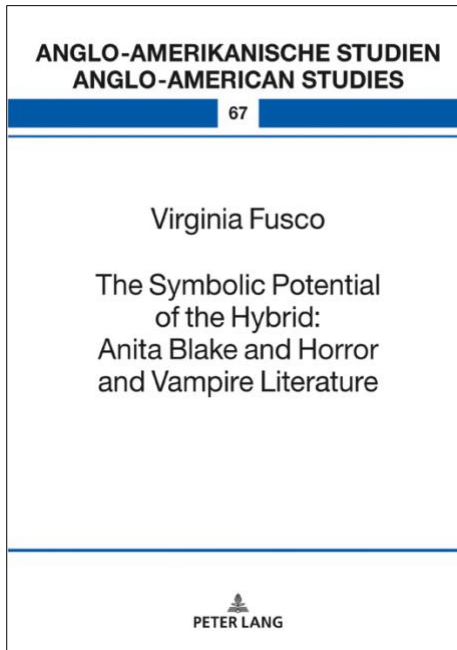 ANGLO-AMERIKANISCHE STUDIEN
ANGLO-AMERICAN STUDIES
67
Virginia Fusco
The Symbolic Potential
of the Hybrid:
Anita Blake and Horror
and Vampire Literature
PETER LANG